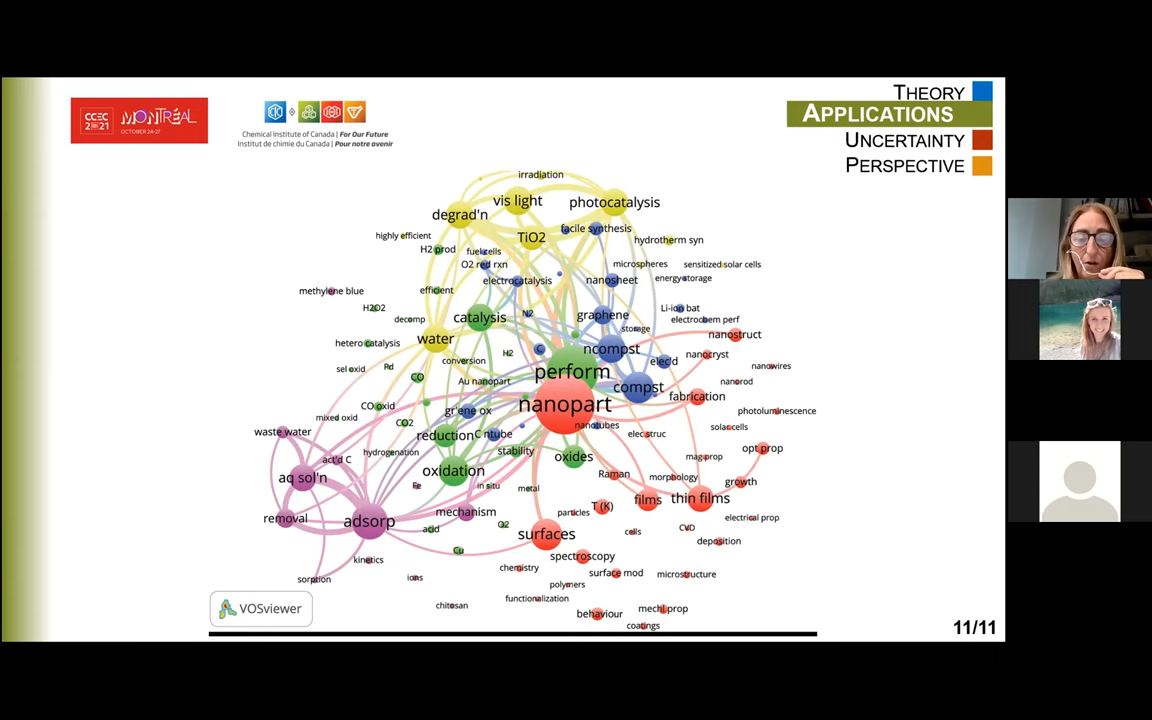 CCEC
2021
MONTRÉAL
OCTOBER 24-27
Chemical Institute of Canada | For Our Future
Institut de chimie du Canada | Pour notre avenir
THEORY
APPLICATIONS
UNCERTAINTY
PERSPECTIVE
irradiation
vis light
photocatalysis
degrad'n
facile synthesis
highly efficient
TiO2
hydrotherm syn
H2 prod
fuel cells
O2 red rxn
microspheres
sensitized solar cells
electrocatalysis
nanosheet
energy storage
methylene blue
efficient
H2O2
decomp
catalysis
N2
graphene
Li-ion bat
electrochem perf
storage
nanostruct
hetero catalysis
water
H2
C
ncompst
nanocryst
sel oxid
Pd
conversion
elec'd
nanowires
CO
Au nanopart
perform
compst
nanorod
fabrication
CO oxid
gr'ene ox
nanopart
photoluminescence
mixed oxid
CO2
waste water
reduction
C ntube
nanotubes
elec struc
solar cells
act'd C
hydrogenation
stability
oxides
mag prop
opt prop
aq sol'n
oxidation
in situ
metal
Raman
morphology
growth
Fe
removal
adsorp
mechanism
particles
T (K)
films
thin films
electrical prop
acid
O2
surfaces
cells
CVD
deposition
Cu
kinetics
spectroscopy
chemistry
surface mod
microstructure
sorption
ions
polymers
chitosan
functionalization
behaviour
mechl prop
coatings
VOSviewer
11/11